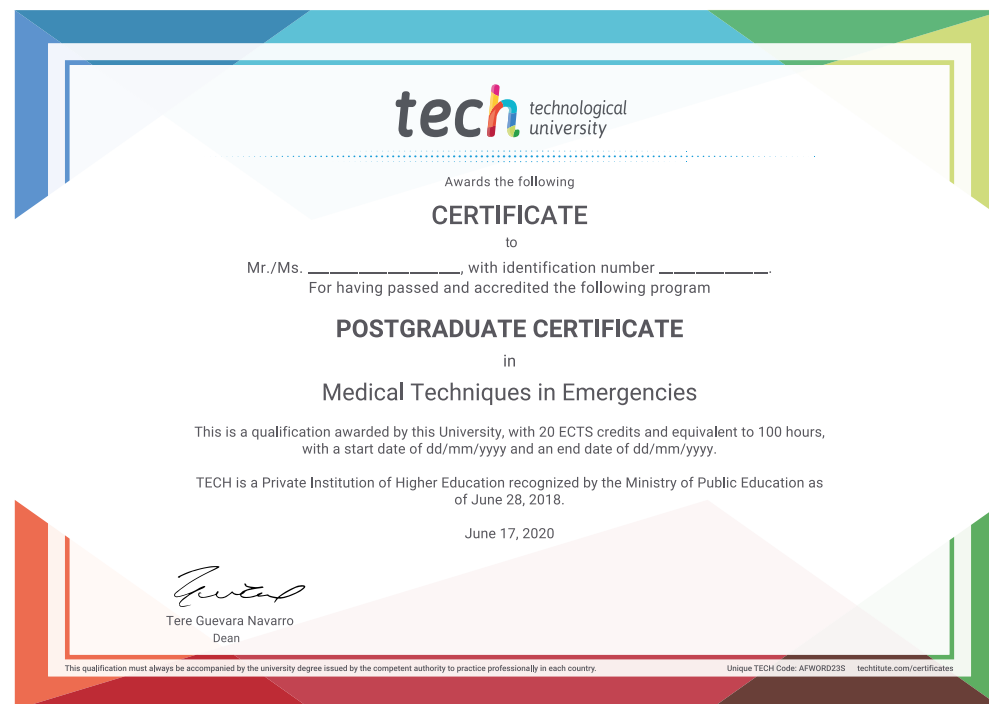 tech technological
university
Awards the following
CERTIFICATE
to
Mr./Ms. ____________________, with identification number ______________.
For having passed and accredited the following program
POSTGRADUATE CERTIFICATE
in
Medical Techniques in Emergencies
This is a qualification awarded by this University, with 20 ECTS credits and equivalent to 100 hours,
with a start date of dd/mm/yyyy and an end date of dd/mm/yyyy.
TECH is a Private Institution of Higher Education recognized by the Ministry of Public Education as
of June 28, 2018.
June 17, 2020
Tere Guevara Navarro
Dean
This qualification must always be accompanied by the university degree issued by the competent authority to practice professionally in each country. Unique TECH Code: AFWORD23S techtitute.com/certificates